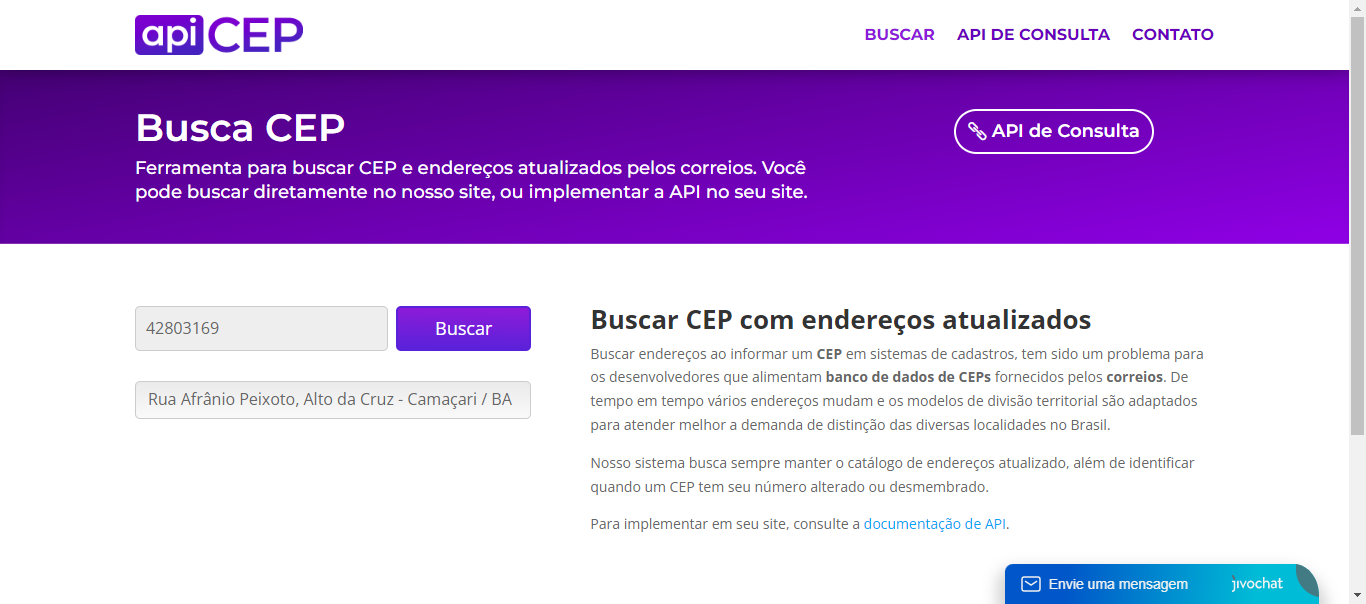 apiCEP
BUSCAR API DE CONSULTA CONTATO
Busca CEP
Ferramenta para buscar CEP e endereços atualizados pelos correios. Você
pode buscar diretamente no nosso site, ou implementar a API no seu site.
API de Consulta
42803169
Buscar
Rua Afrânio Peixoto, Alto da Cruz - Camaçari / BA
Buscar CEP com endereços atualizados
Buscar endereços ao informar um CEP em sistemas de cadastros, tem sido um problema para
os desenvolvedores que alimentam banco de dados de CEPs fornecidos pelos correios. De
tempo em tempo vários endereços mudam e os modelos de divisão territorial são adaptados
para atender melhor a demanda de distinção das diversas localidades no Brasil.
Nosso sistema busca sempre manter o catálogo de endereços atualizado, além de identificar
quando um CEP tem seu número alterado ou desmembrado.
Para implementar em seu site, consulte a documentação de API.
Envie uma mensagem jivochat